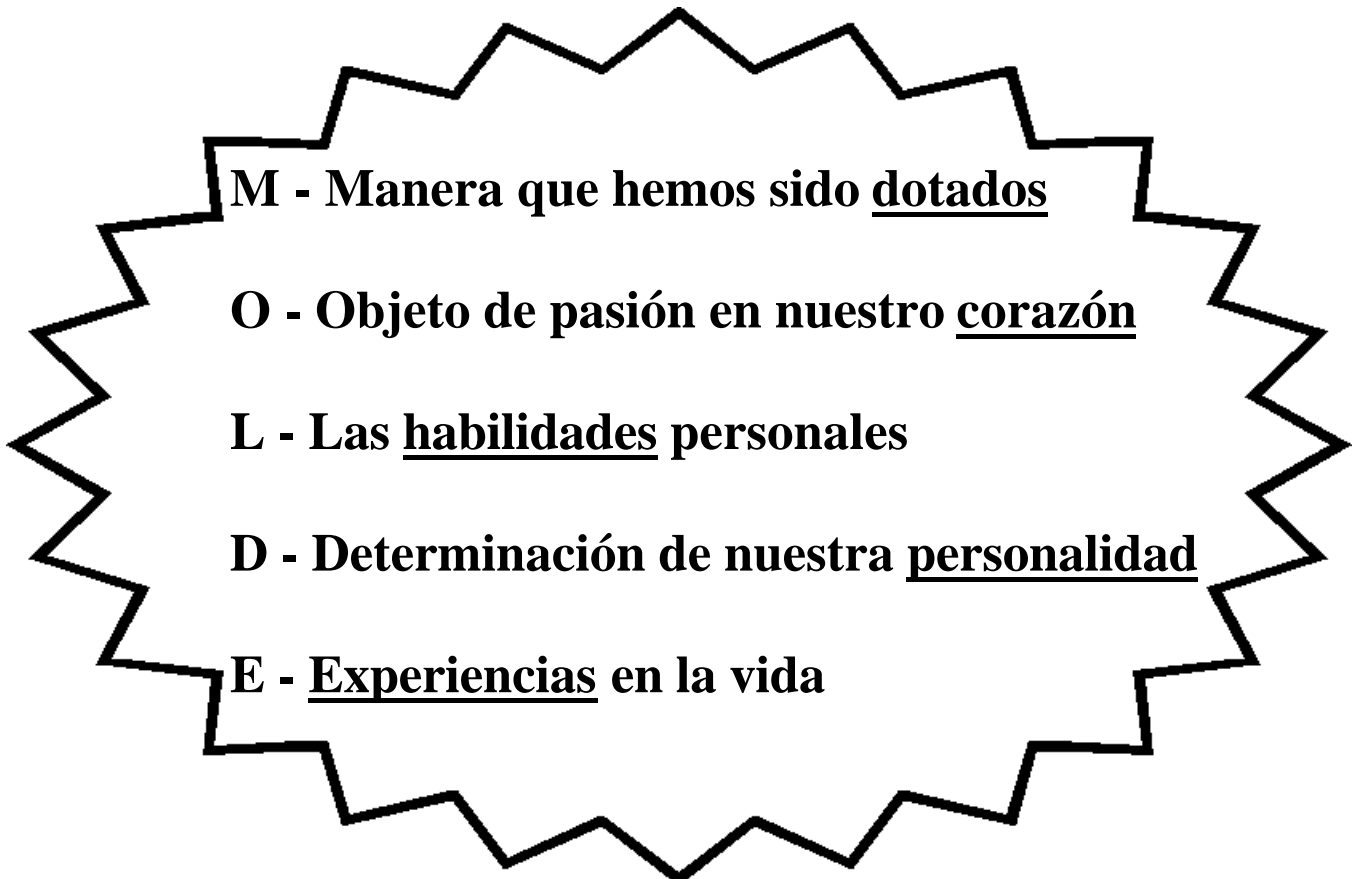 M - Manera que hemos sido dotados
O - Objeto de pasión en nuestro corazón
L - Las habilidades personales
D - Determinación de nuestra personalidad
E - Experiencias en la vida